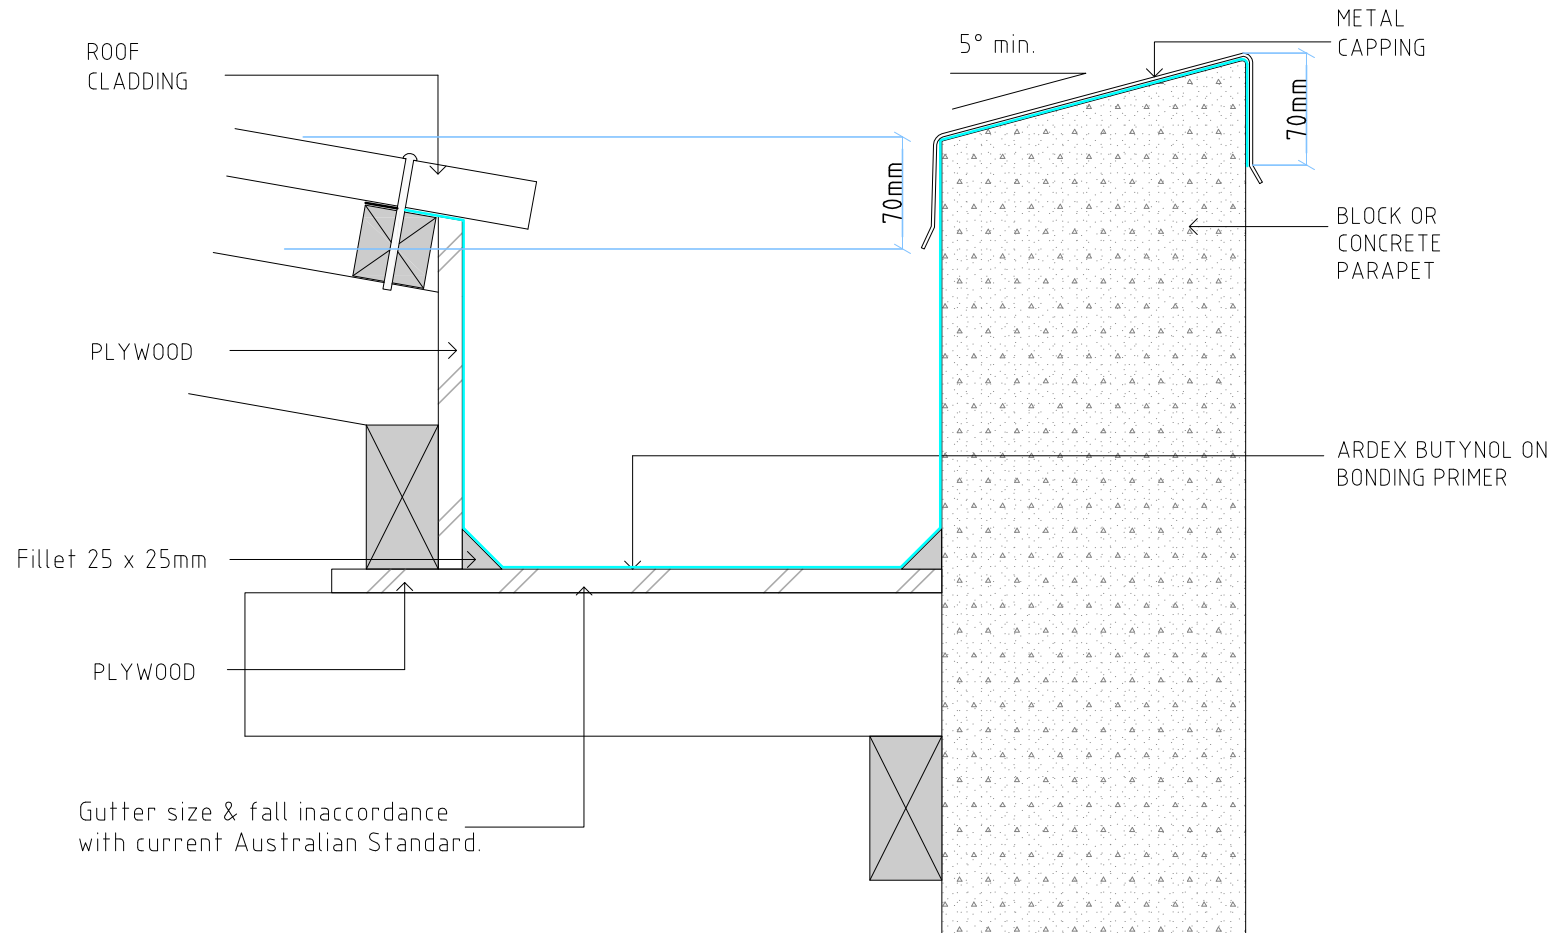 METAL
CAPPING
5° min.
ROOF
CLADDING
70mm
70mm
BLOCK OR
CONCRETE
PARAPET
PLYWOOD
ARDEX BUTYNOL ON
BONDING PRIMER
Fillet 25 x 25mm
PLYWOOD
Gutter size & fall inaccordance
with current Australian Standard.